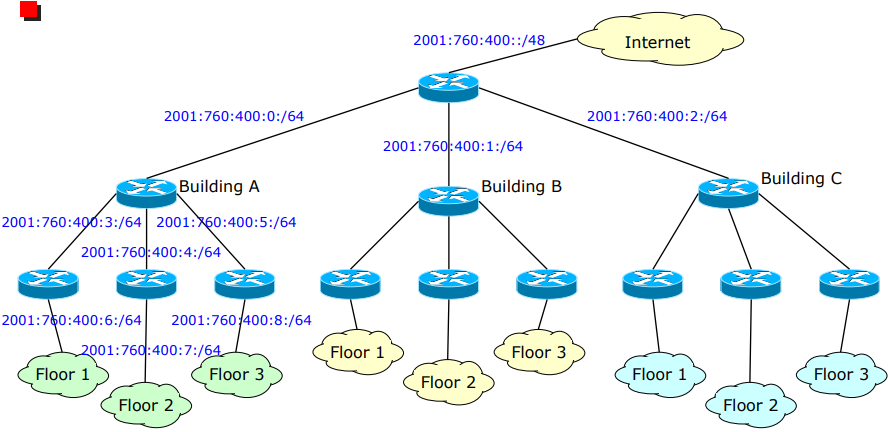 2001:760:400::/48
Internet
2001:760:400:0:/64
2001:760:400:2:/64
2001:760:400:1:/64
Building A
Building B
Building C
2001:760:400:3:/64
2001:760:400:5:/64
2001:760:400:4:/64
2001:760:400:6:/64
2001:760:400:8:/64
2001:760:400:7:/64
Floor 1
Floor 2
Floor 3
Floor 1
Floor 2
Floor 3
Floor 1
Floor 2
Floor 3